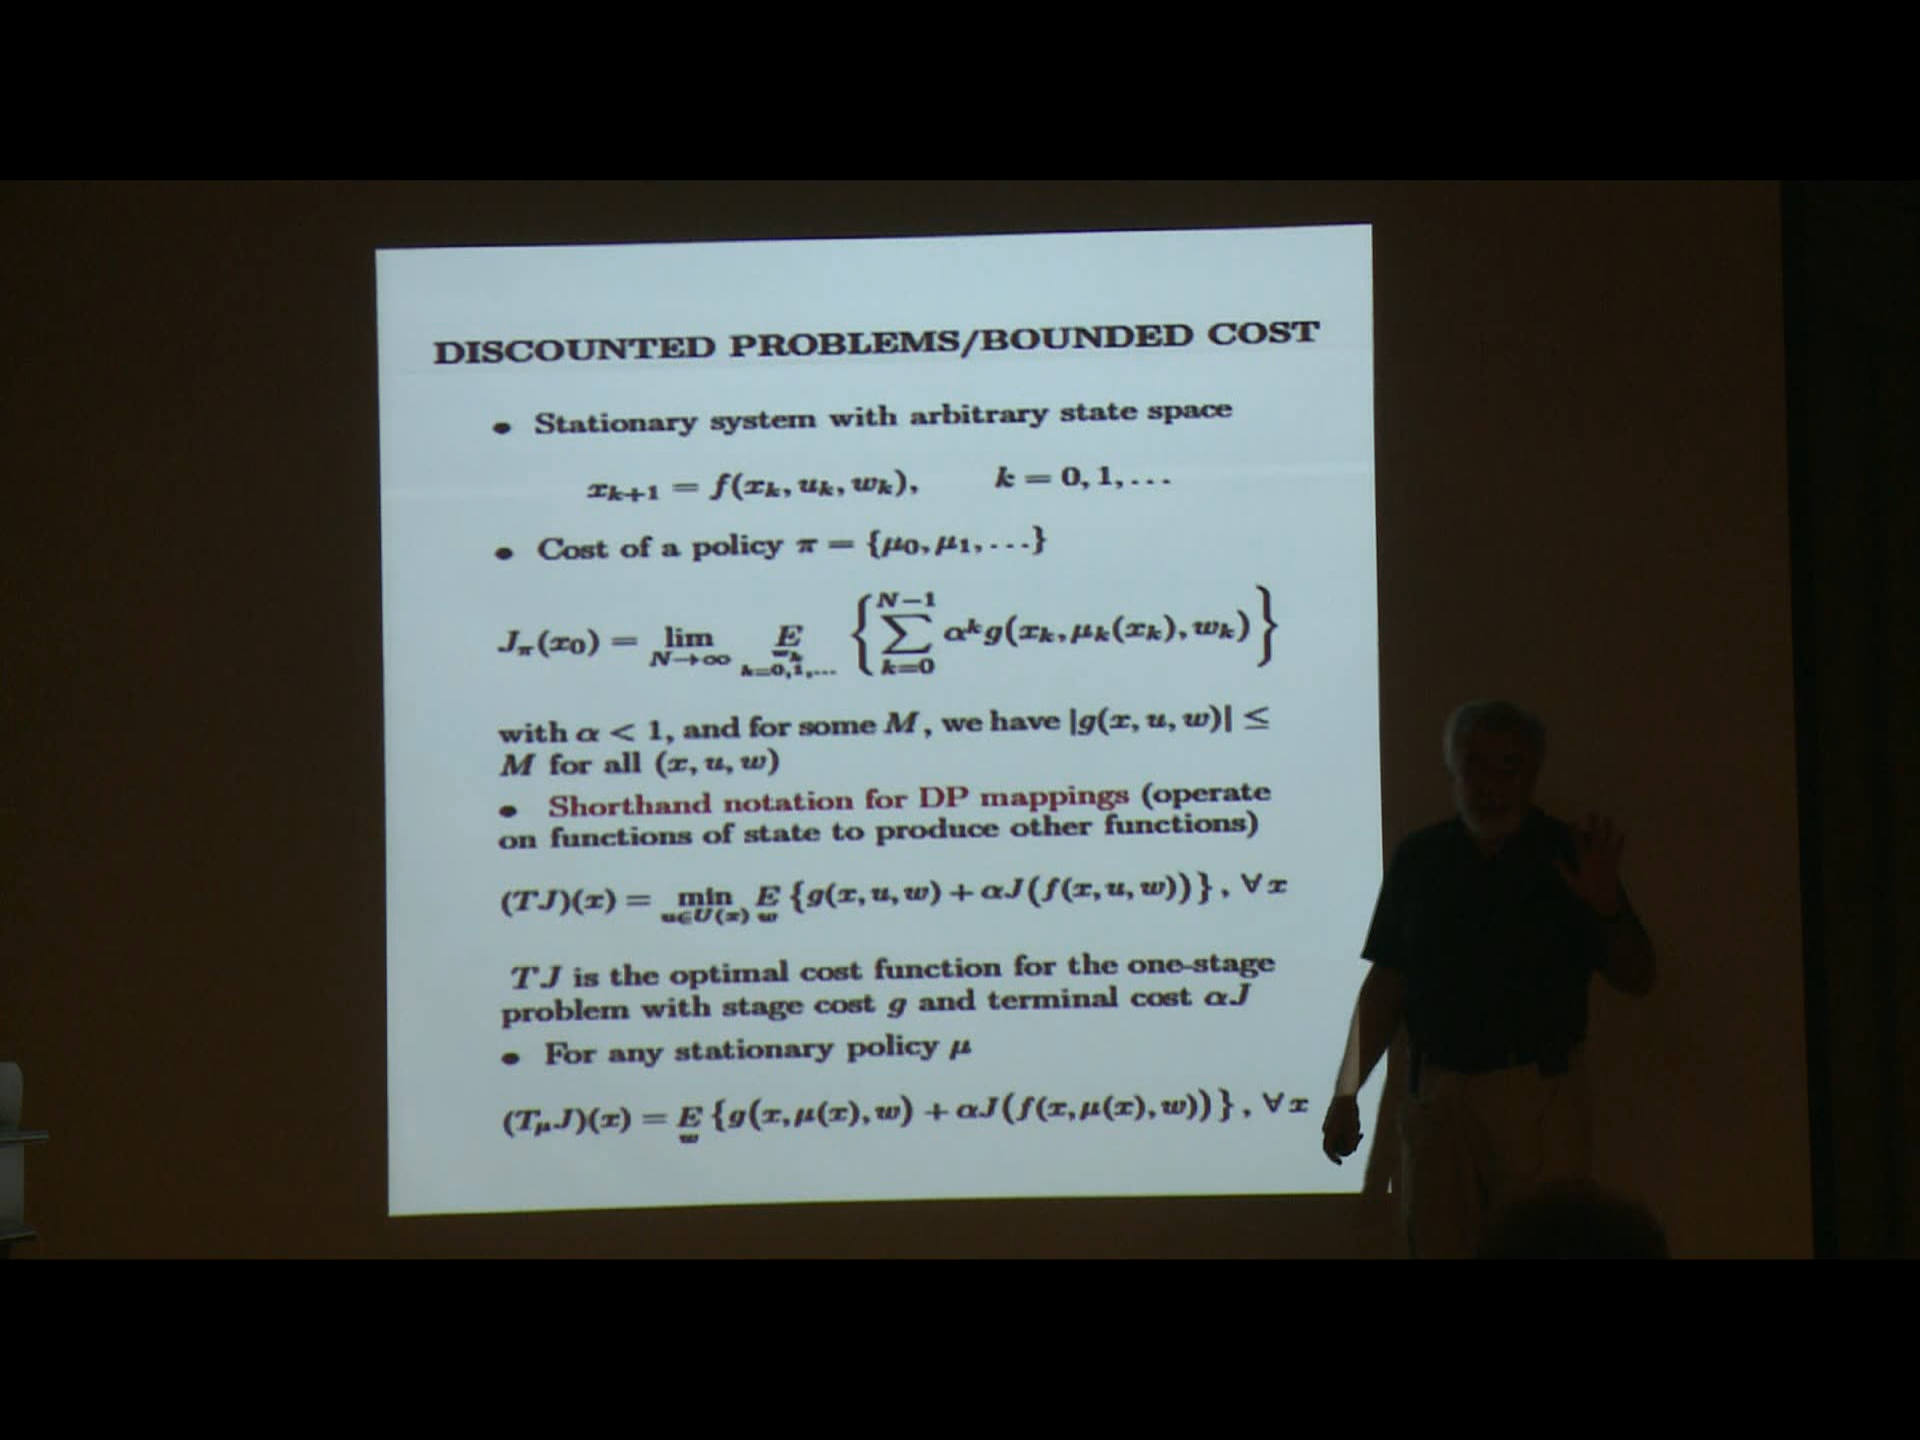 DISCOUNTED PROBLEMS/BOUNDED COST
• Stationary system with arbitrary state space
x_{k+1} = f(x_k, u_k, w_k), k = 0, 1, . . .
• Cost of a policy π = {μ_0, μ_1, . . .}
J_π(x_0) = lim_{N→∞} E_{w_k, k=0,1,...} { ∑_{k=0}^{N−1} α^k g(x_k, μ_k(x_k), w_k) }
with α < 1, and for some M, we have |g(x, u, w)| ≤
M for all (x, u, w)
• Shorthand notation for DP mappings (operate
on functions of state to produce other functions)
(TJ)(x) = min_{u∈U(x)} E_w {g(x, u, w) + αJ(f(x, u, w))}, ∀ x
TJ is the optimal cost function for the one-stage
problem with stage cost g and terminal cost αJ
• For any stationary policy μ
(T_μJ)(x) = E_w {g(x, μ(x), w) + αJ(f(x, μ(x), w))}, ∀ x